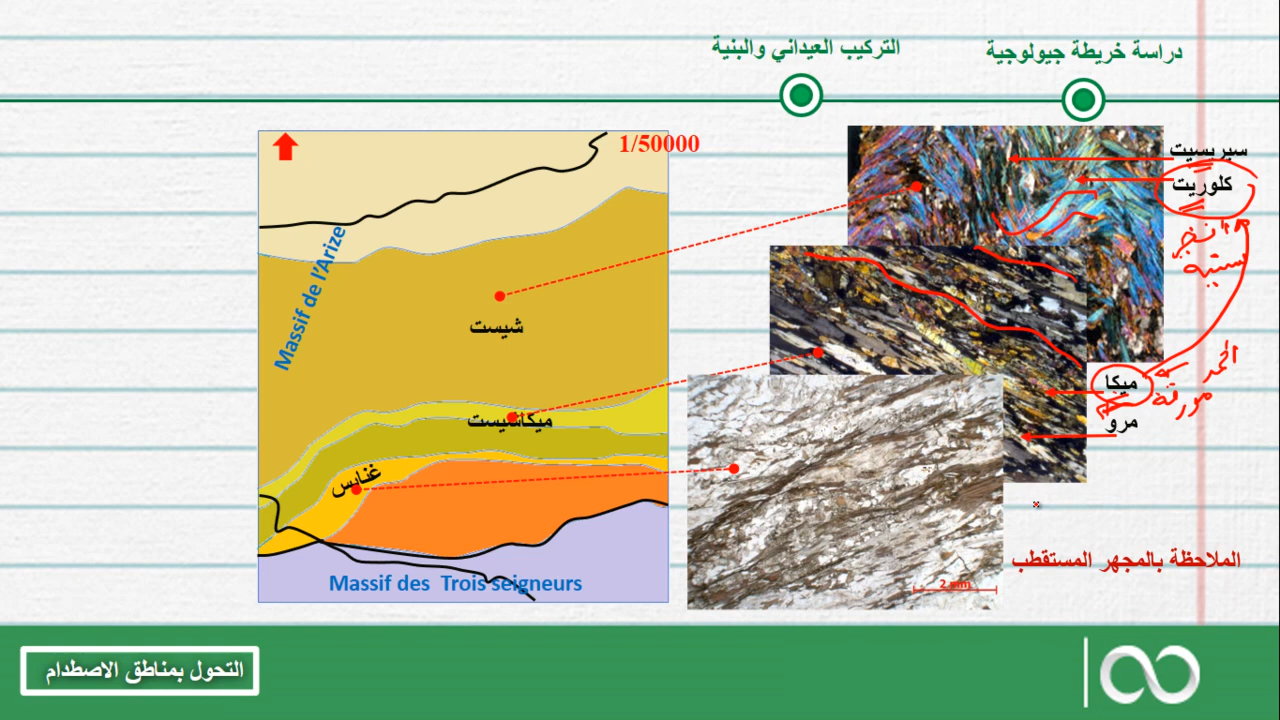 دراسة خريطة جيولوجية
التركيب العيداني والبنية
1/50000
Massif de l'Arize
شيست
ميكاشيست
غنايس
Massif des Trois seigneurs
سيريسيت
كلوريت
ميكا
مرو
2 mm
الملاحظة بالمجهر المستقطب
التحول بمناطق الاصطدام